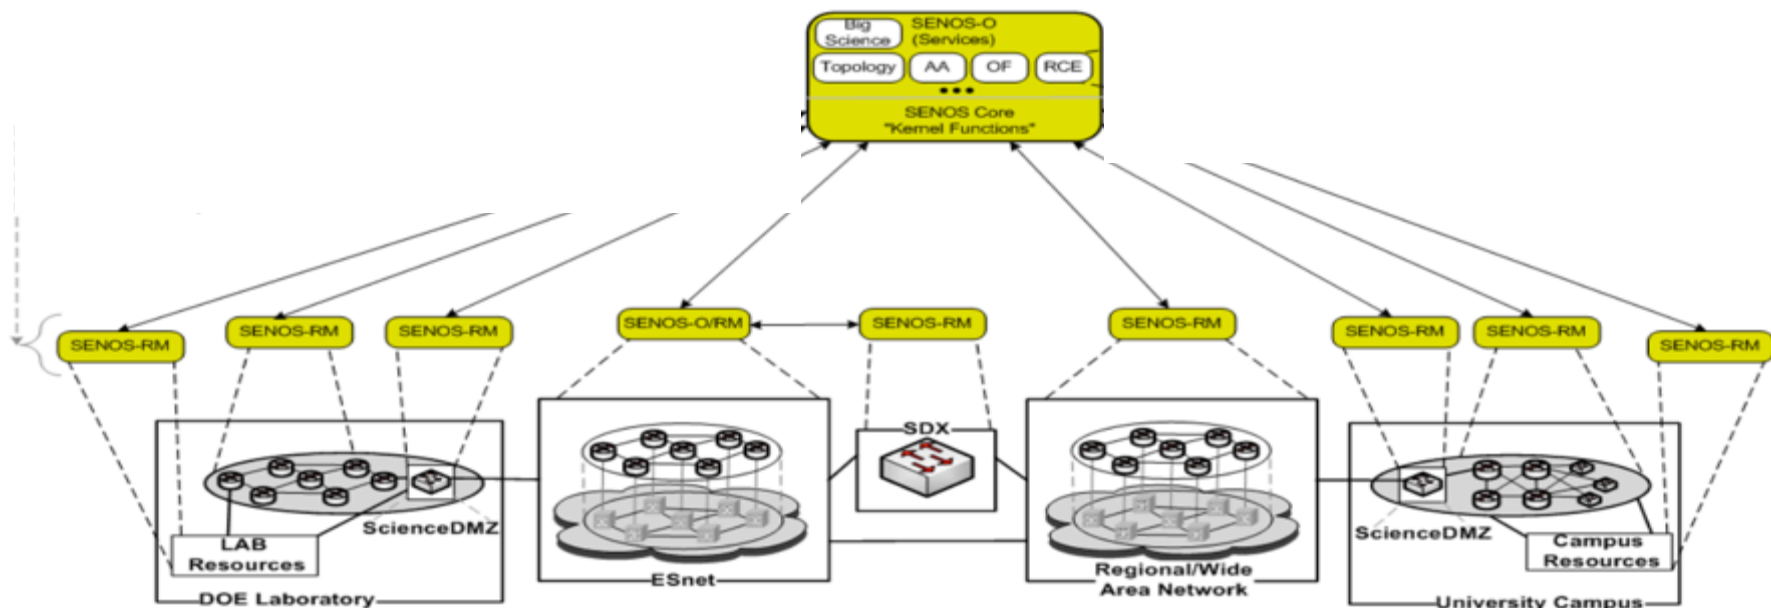 Big
Science
SENOS-O
(Services)
Topology
AA
OF
RCE
•••
SENOS Core
"Kernel Functions"
SENOS-RM
SENOS-RM
SENOS-RM
SENOS-O/RM
SENOS-RM
SENOS-RM
SENOS-RM
SENOS-RM
SENOS-RM
SDX
ScienceDMZ
LAB
Resources
DOE Laboratory
ESnet
Regional/Wide
Area Network
ScienceDMZ
Campus
Resources
University Campus